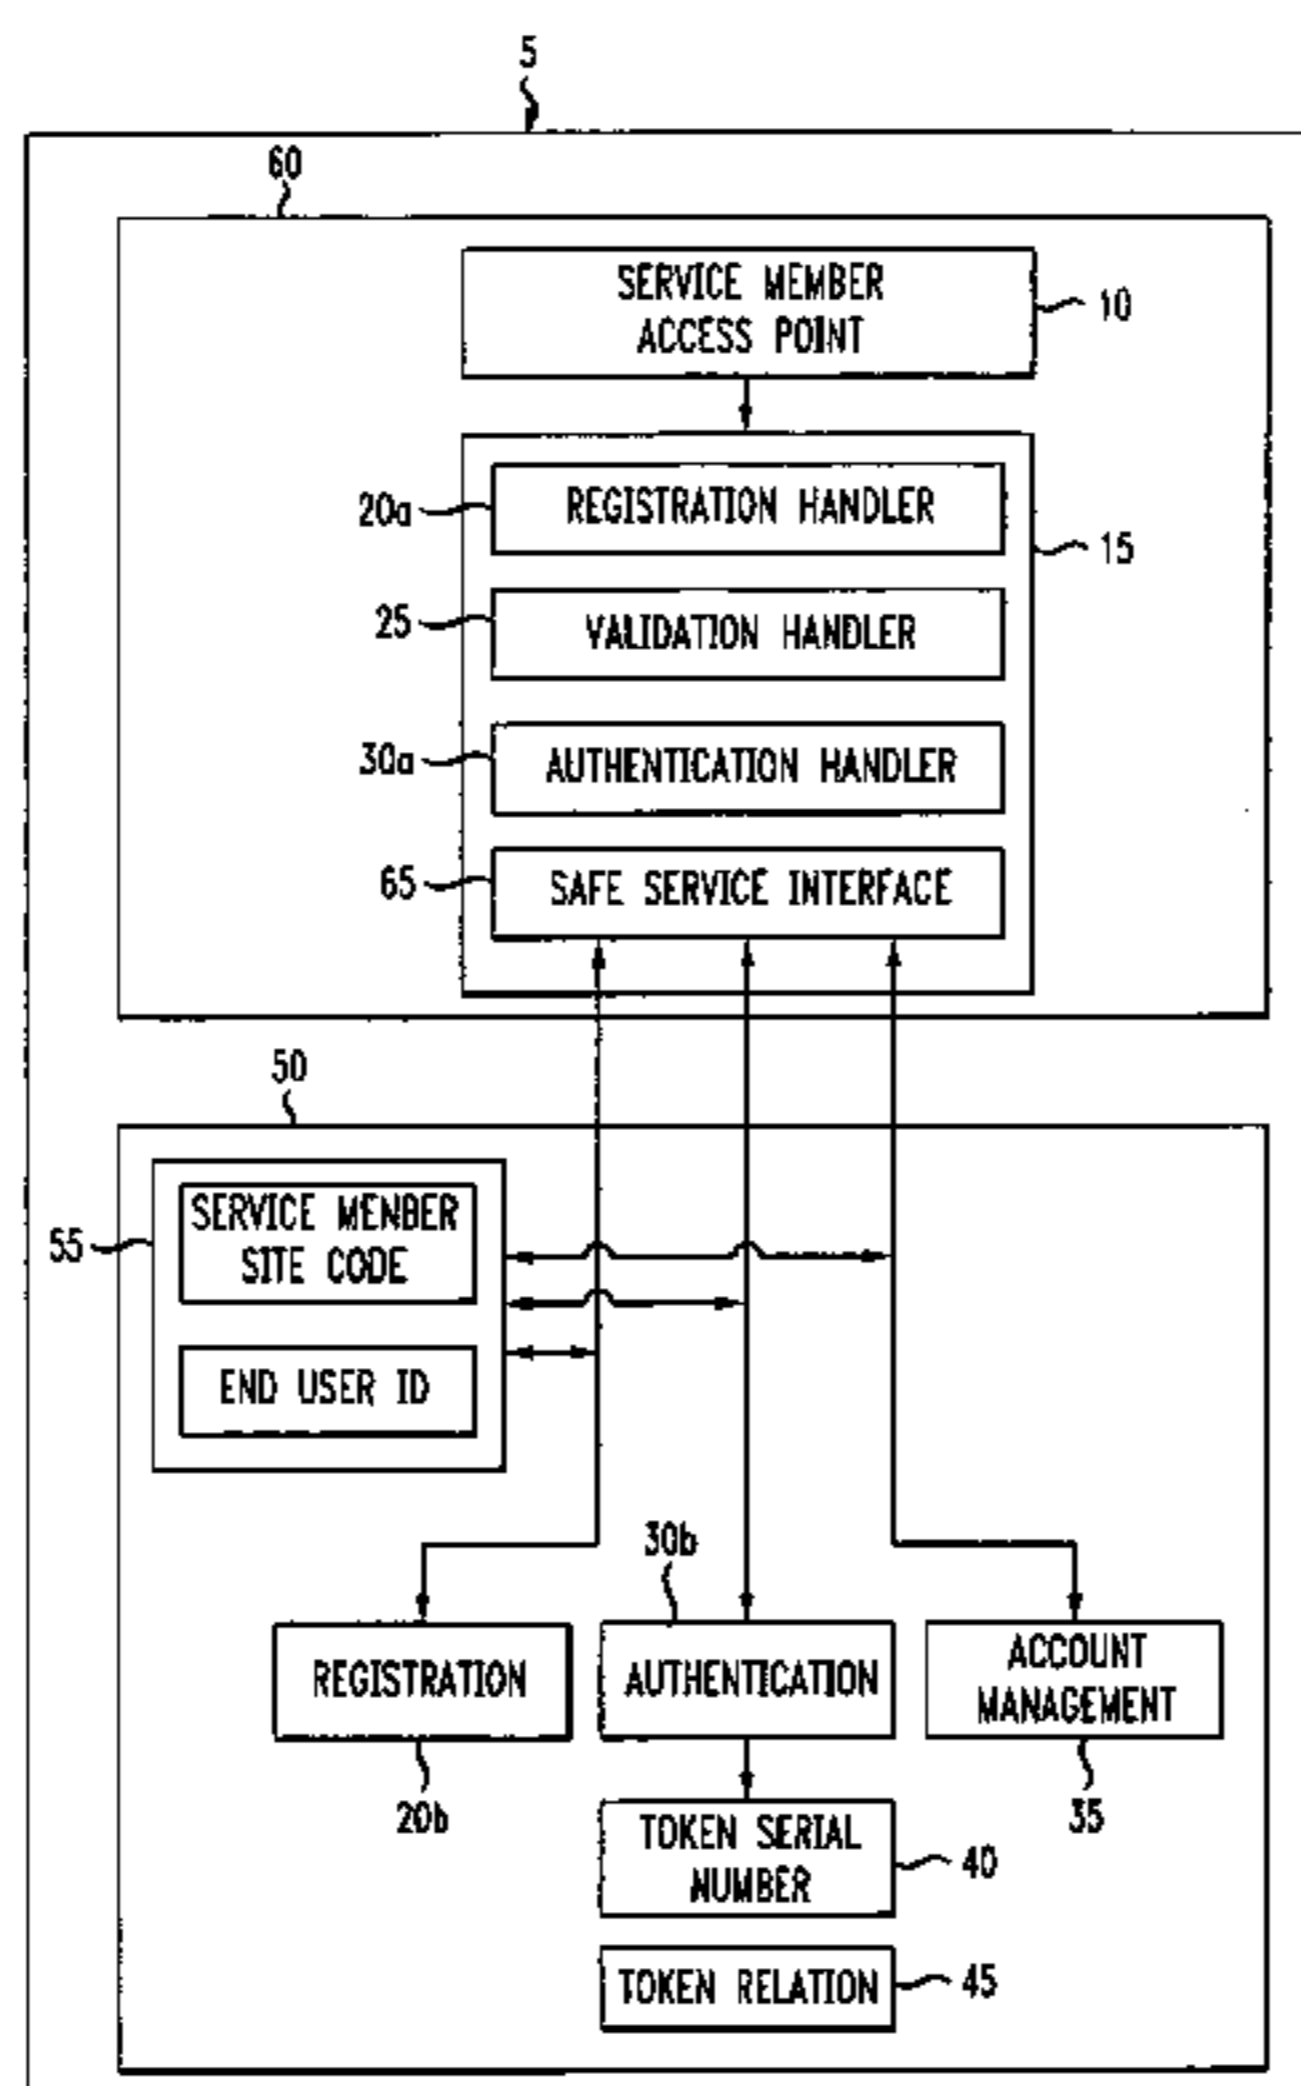 5
60
SERVICE MEMBER
ACCESS POINT
10
20a
REGISTRATION HANDLER
15
25
VALIDATION HANDLER
30a
AUTHENTICATION HANDLER
65
SAFE SERVICE INTERFACE
50
55
SERVICE MENBER
SITE CODE
END USER ID
30b
REGISTRATION
AUTHENTICATION
ACCOUNT
MANAGEMENT
20b
35
TOKEN SERIAL
NUMBER
40
TOKEN RELATION
45